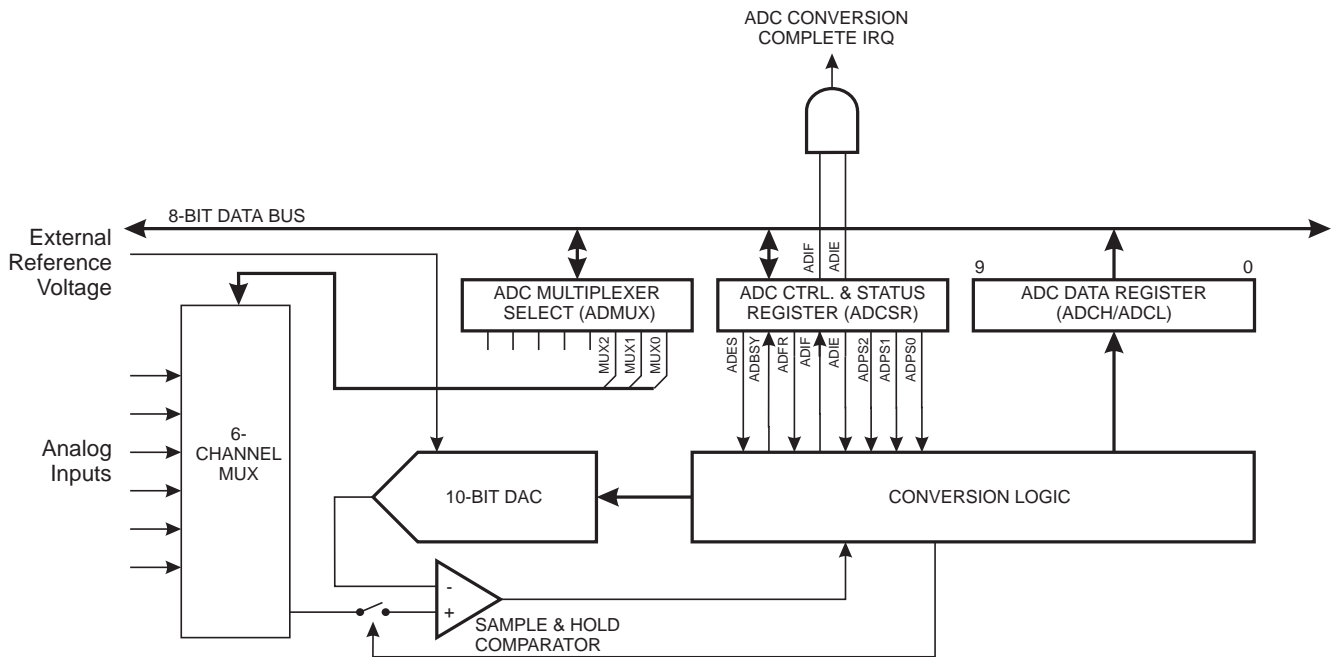 ADC CONVERSION
COMPLETE IRQ
8-BIT DATA BUS
External
Reference
Voltage
ADIF
ADIE
9
0
ADC MULTIPLEXER
SELECT (ADMUX)
ADC CTRL. & STATUS
REGISTER (ADCSR)
ADC DATA REGISTER
(ADCH/ADCL)
MUX2
MUX1
MUX0
ADES
ADBSY
ADFR
ADIF
ADIE
ADPS2
ADPS1
ADPS0
Analog
Inputs
6-
CHANNEL
MUX
10-BIT DAC
CONVERSION LOGIC
-
+
SAMPLE & HOLD
COMPARATOR